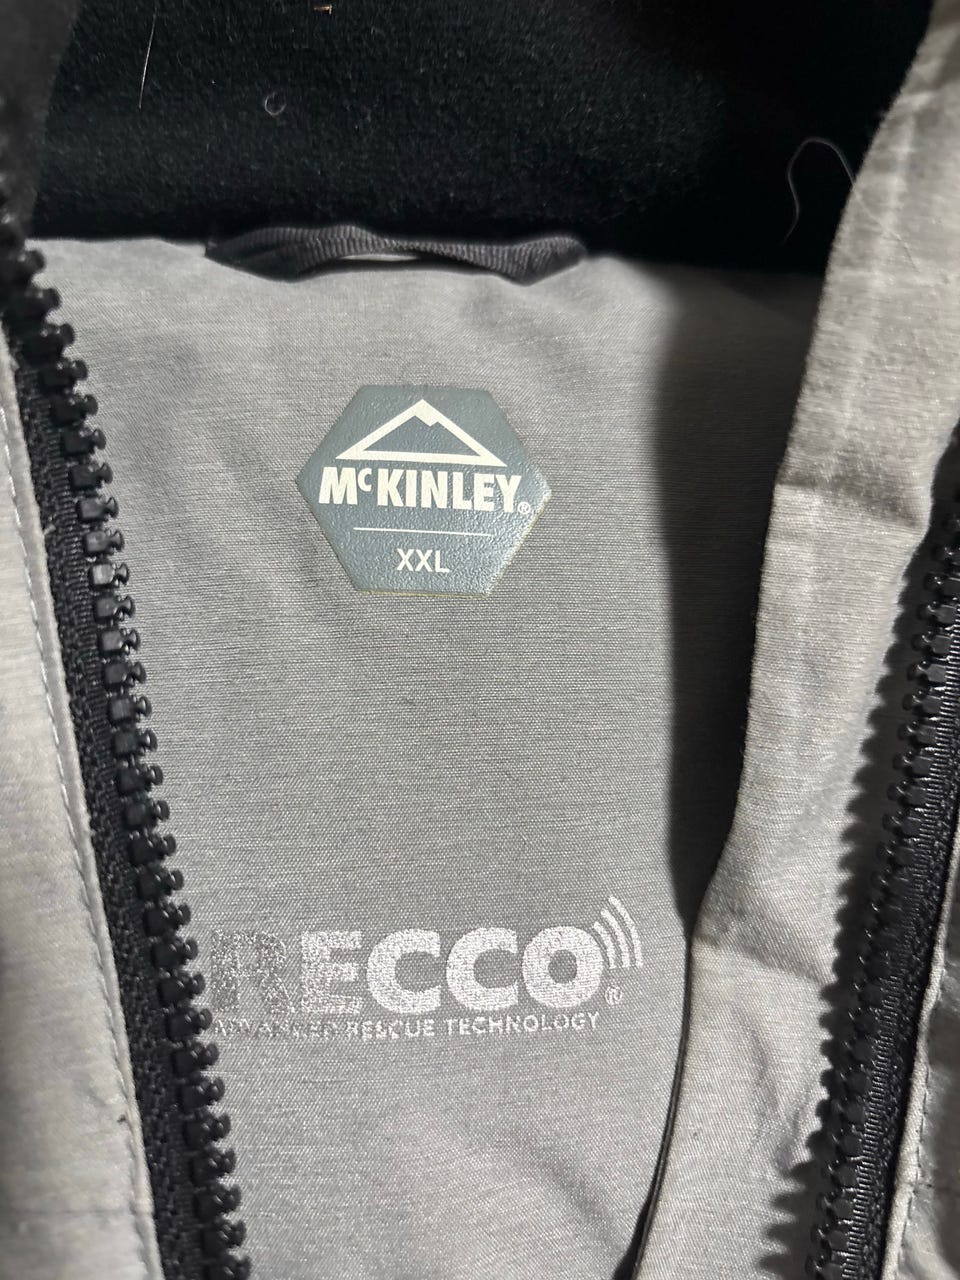 McKINLEY®
XXL
RECCO®
ADVANCED RESCUE TECHNOLOGY